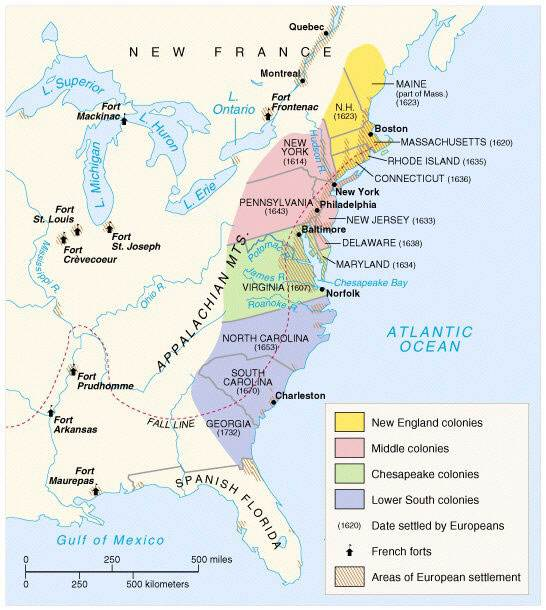 Quebec
NEW FRANCE
Montreal
L. Superior
Fort
Mackinac
L. Huron
L.
Ontario
Fort
Frontenac
L. Michigan
L. Erie
MAINE
(part of Mass.)
(1623)
N.H.
(1623)
Boston
MASSACHUSETTS (1620)
RHODE ISLAND (1635)
CONNECTICUT (1636)
NEW
YORK
(1614)
Hudson R.
New York
PENNSYLVANIA
(1643)
Philadelphia
NEW JERSEY (1633)
Baltimore
DELAWARE (1638)
MARYLAND (1634)
Fort
St. Louis
Fort
Crèvecoeur
Fort
St. Joseph
Mississippi R.
Ohio R.
APPALACHIAN MTS.
Potomac
James R.
Chesapeake Bay
VIRGINIA (1607)
Norfolk
Roanoke R.
NORTH CAROLINA
(1653)
SOUTH
CAROLINA
(1670)
Charleston
GEORGIA
(1732)
FALL LINE
ATLANTIC
OCEAN
Fort
Prudhomme
Fort
Arkansas
Fort
Maurepas
SPANISH FLORIDA
Gulf of Mexico
0 250 500 miles
0 250 500 kilometers
New England colonies
Middle colonies
Chesapeake colonies
Lower South colonies
(1620) Date settled by Europeans
French forts
Areas of European settlement